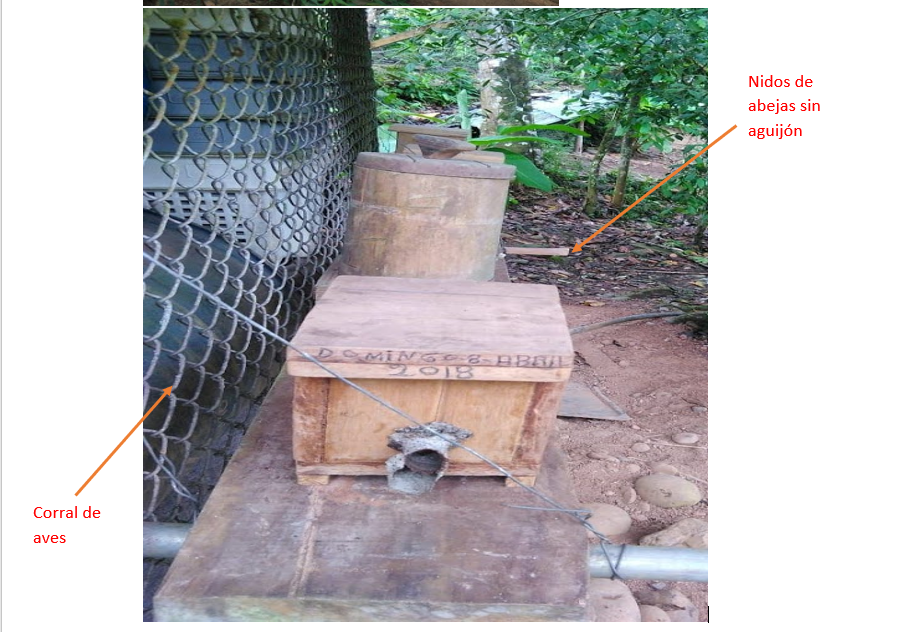 Nidos de
abejas sin
aguijón
DOMINGO 8-ABRIL
2018
Corral de
aves